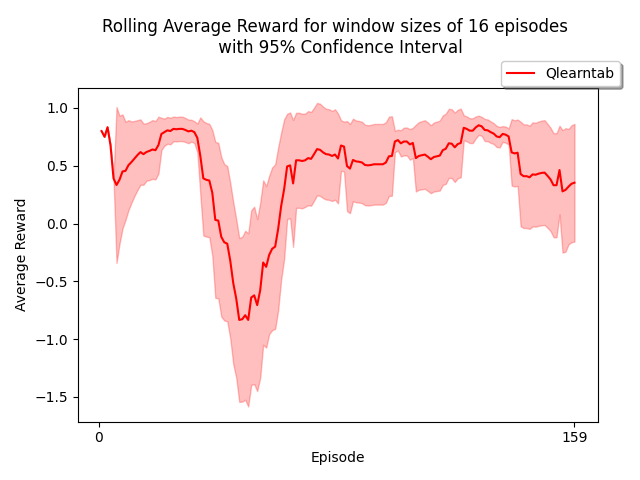 Rolling Average Reward for window sizes of 16 episodes
with 95% Confidence Interval
Qlearntab
1.0
0.5
0.0
−0.5
−1.0
−1.5
Average Reward
0
159
Episode